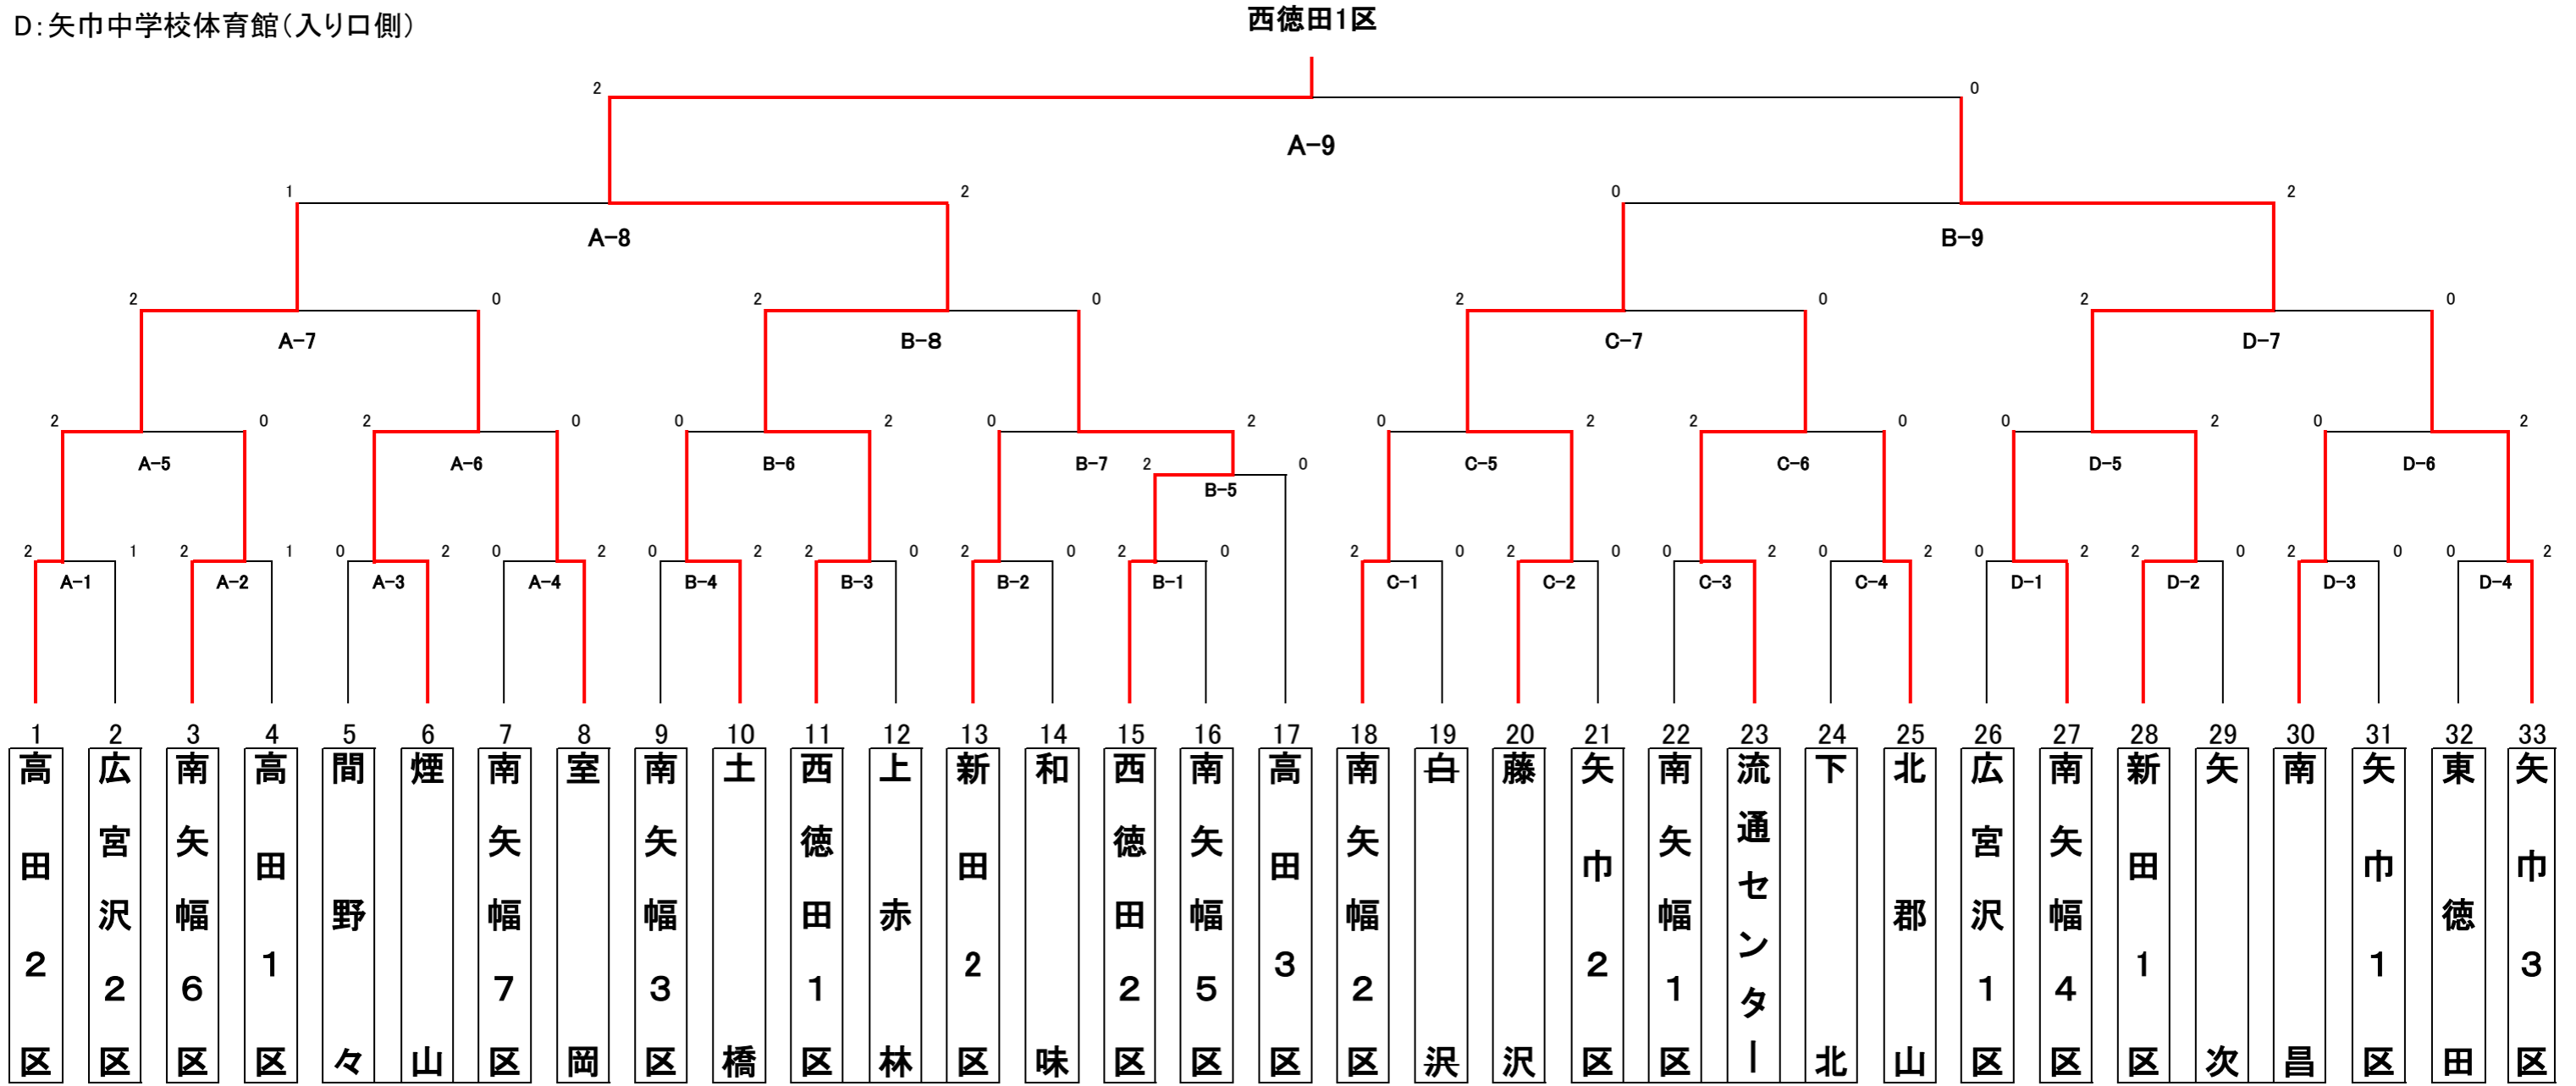 西徳田1区
D：矢巾中学校体育館（入り口側）
2 0
A-9
1 2 0 2
A-8 B-9
2 0 2 0 2 0 2 0
A-7 B-8 C-7 D-7
2 0 2 0 0 2 0 2 0 2 2 0 0 2 0 2
A-5 A-6 B-6 B-7 C-5 C-6 D-5 D-6
2 0
B-5
2 1 2 1 0 2 0 2 0 2 2 0 2 0 2 0 2 0 2 0 0 2 0 2 0 2 2 0 2 0 0 2
A-1 A-2 A-3 A-4 B-4 B-3 B-2 B-1 C-1 C-2 C-3 C-4 D-1 D-2 D-3 D-4
1 2 3 4 5 6 7 8 9 10 11 12 13 14 15 16 17 18 19 20 21 22 23 24 25 26 27 28 29 30 31 32 33
高田2区
広宮沢2区
南矢幅6区
高田1区
間野々
煙山
南矢幅7区
室岡
南矢幅3区
土橋
西徳田1区
上赤林
新田2区
和味
西徳田2区
南矢幅5区
高田3区
南矢幅2区
白沢
藤沢
矢巾2区
南矢幅1区
流通センター
下北
北郡山
広宮沢1区
南矢幅4区
新田1区
矢次
南昌
矢巾1区
東徳田
矢巾3区